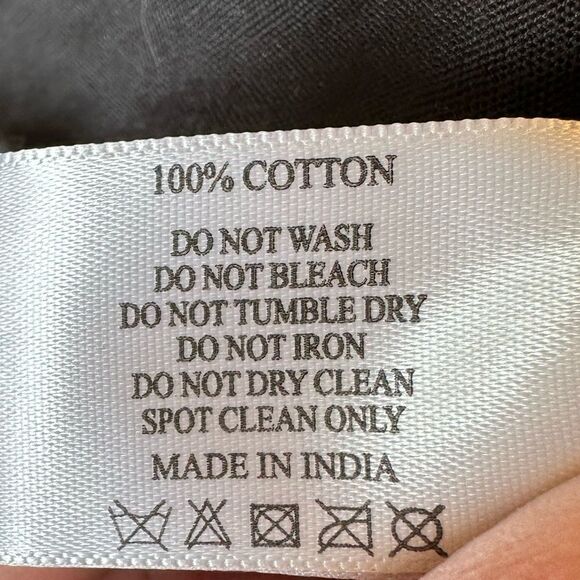 100% COTTON
DO NOT WASH
DO NOT BLEACH
DO NOT TUMBLE DRY
DO NOT IRON
DO NOT DRY CLEAN
SPOT CLEAN ONLY
MADE IN INDIA